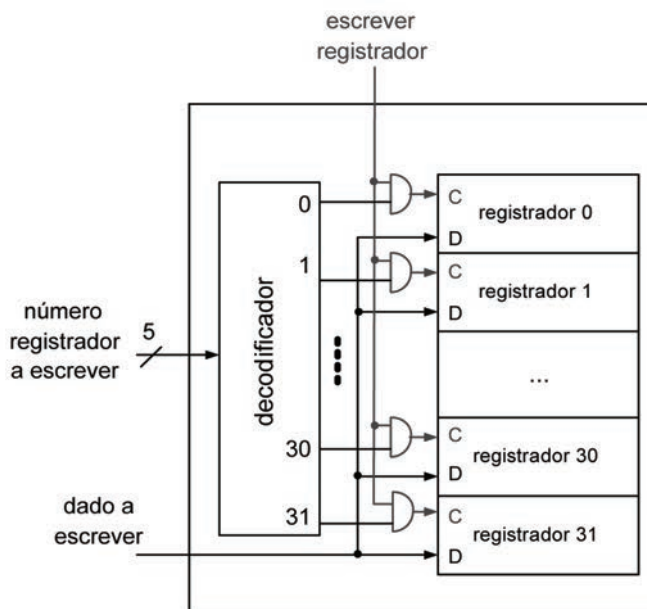 escrever
registrador
0
C
registrador 0
D
1
C
registrador 1
D
número
registrador
a escrever
5
decodificador
...
30
C
registrador 30
D
dado a
escrever
31
C
registrador 31
D